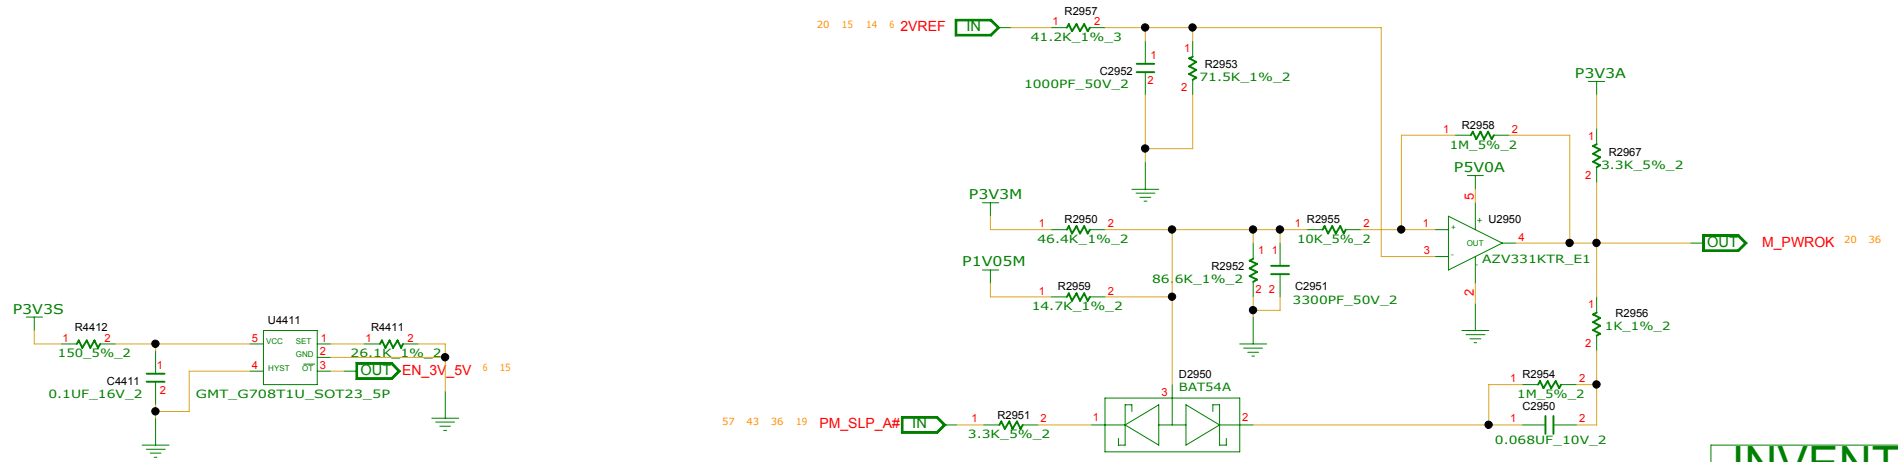 20 15 14 6 2VREF IN
1 R2957 2
41.2K_1%_3
1
C2952
2
1000PF_50V_2
1
R2953
71.5K_1%_2
2
P3V3A
1
R2967
3.3K_5%_2
2
1 R2958 2
1M_5%_2
P5V0A
5
U2950
1 + +
OUT 4
3 - -
AZV331KTR_E1
2
OUT M_PWROK 20 36
P3V3M
1 R2950 2
46.4K_1%_2
1 R2955 2
10K_5%_2
P1V05M
1 R2959 2
14.7K_1%_2
1
R2952
86.6K_1%_2
2
1
2
C2951
3300PF_50V_2
1
R2956
1K_1%_2
2
1 R2954 2
1M_5%_2
C2950
1 2
0.068UF_10V_2
D2950
3 BAT54A
1 2
57 43 36 19 PM_SLP_A# IN
1 R2951 2
3.3K_5%_2
P3V3S
R4412
1 2
150_5%_2
1
C4411
2
0.1UF_16V_2
U4411
5 VCC SET 1
GND 2
4 HYST OT 3
GMT_G708T1U_SOT23_5P
R4411
1 2
26.1K_1%_2
OUT EN_3V_5V 6 15